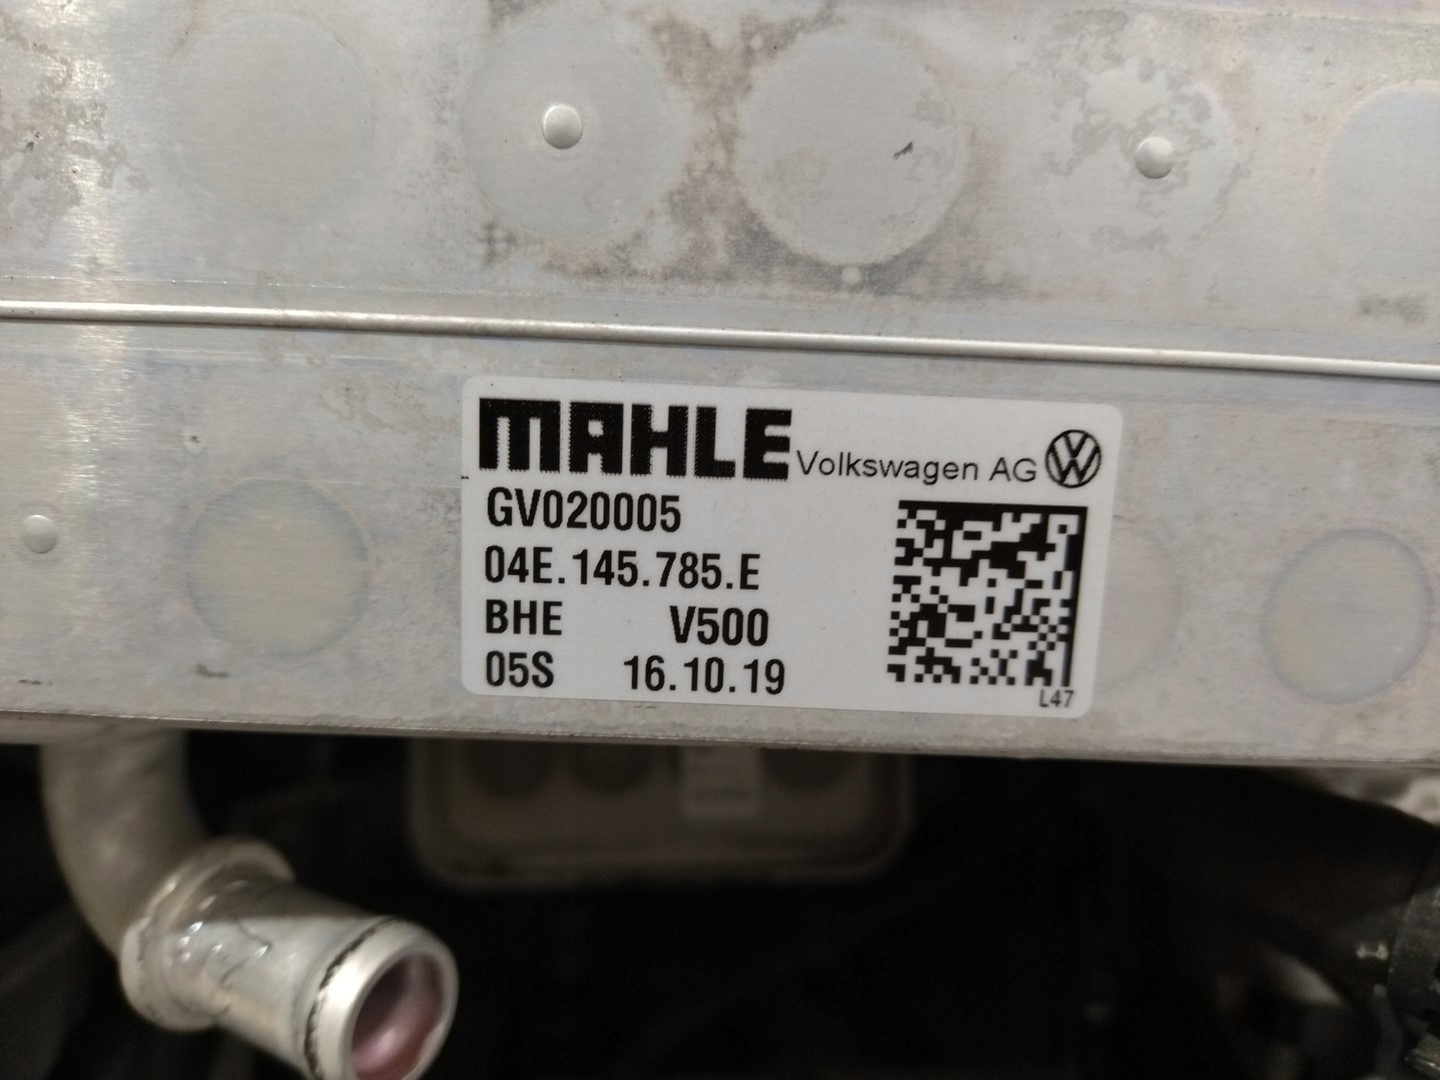 MAHLE Volkswagen AG
GV020005
04E.145.785.E
BHE V500
05S 16.10.19
L47